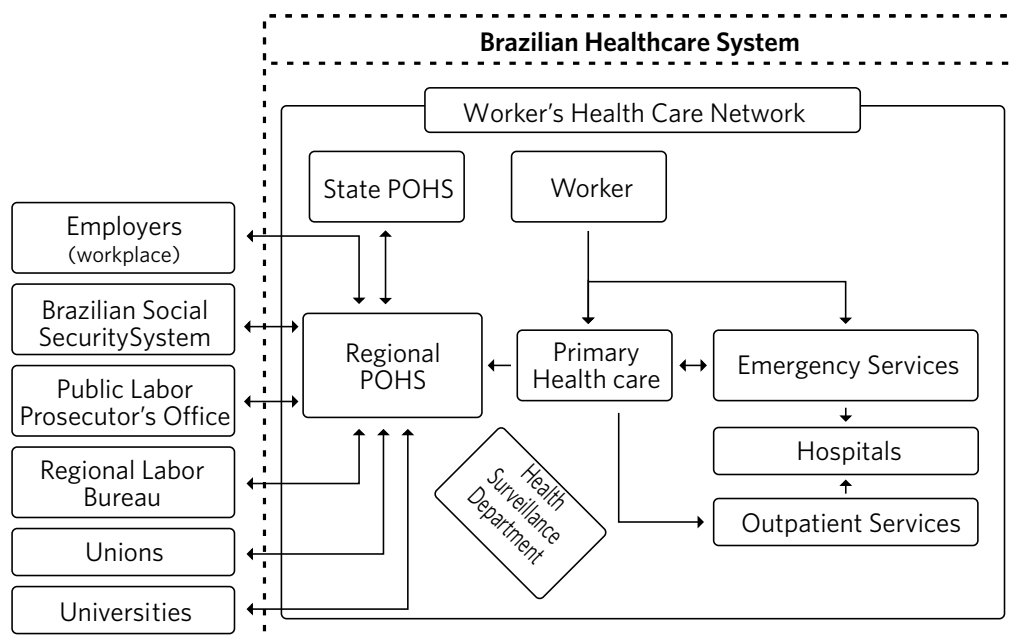 Brazilian Healthcare System
Worker's Health Care Network
State POHS
Worker
Employers
(workplace)
Brazilian Social
SecuritySystem
Public Labor
Prosecutor's Office
Regional Labor
Bureau
Unions
Universities
Regional
POHS
Primary
Health care
Emergency Services
Hospitals
Outpatient Services
Health
Surveillance
Department